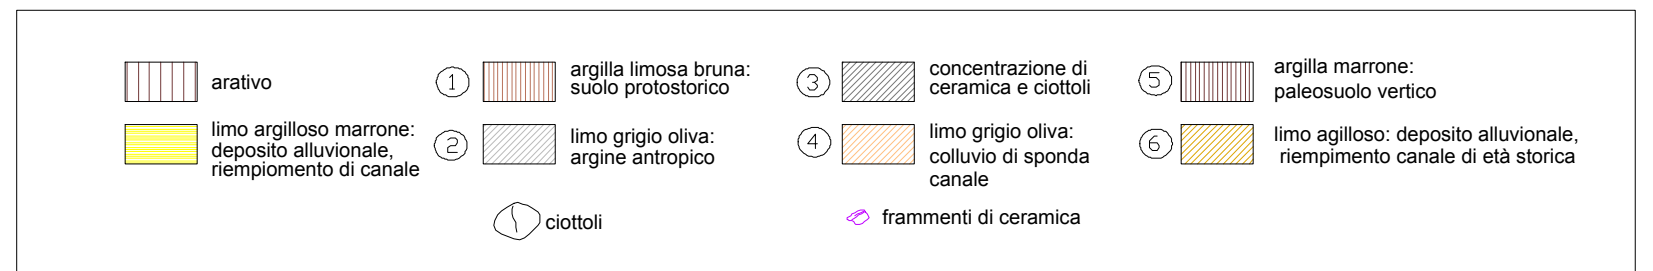 arativo
limo argilloso marrone:
deposito alluvionale,
riempiomento di canale
1
argilla limosa bruna:
suolo protostorico
2
limo grigio oliva:
argine antropico
3
concentrazione di
ceramica e ciottoli
4
limo grigio oliva:
colluvio di sponda
canale
5
argilla marrone:
paleosuolo vertico
6
limo agilloso: deposito alluvionale,
riempimento canale di età storica
ciottoli
frammenti di ceramica